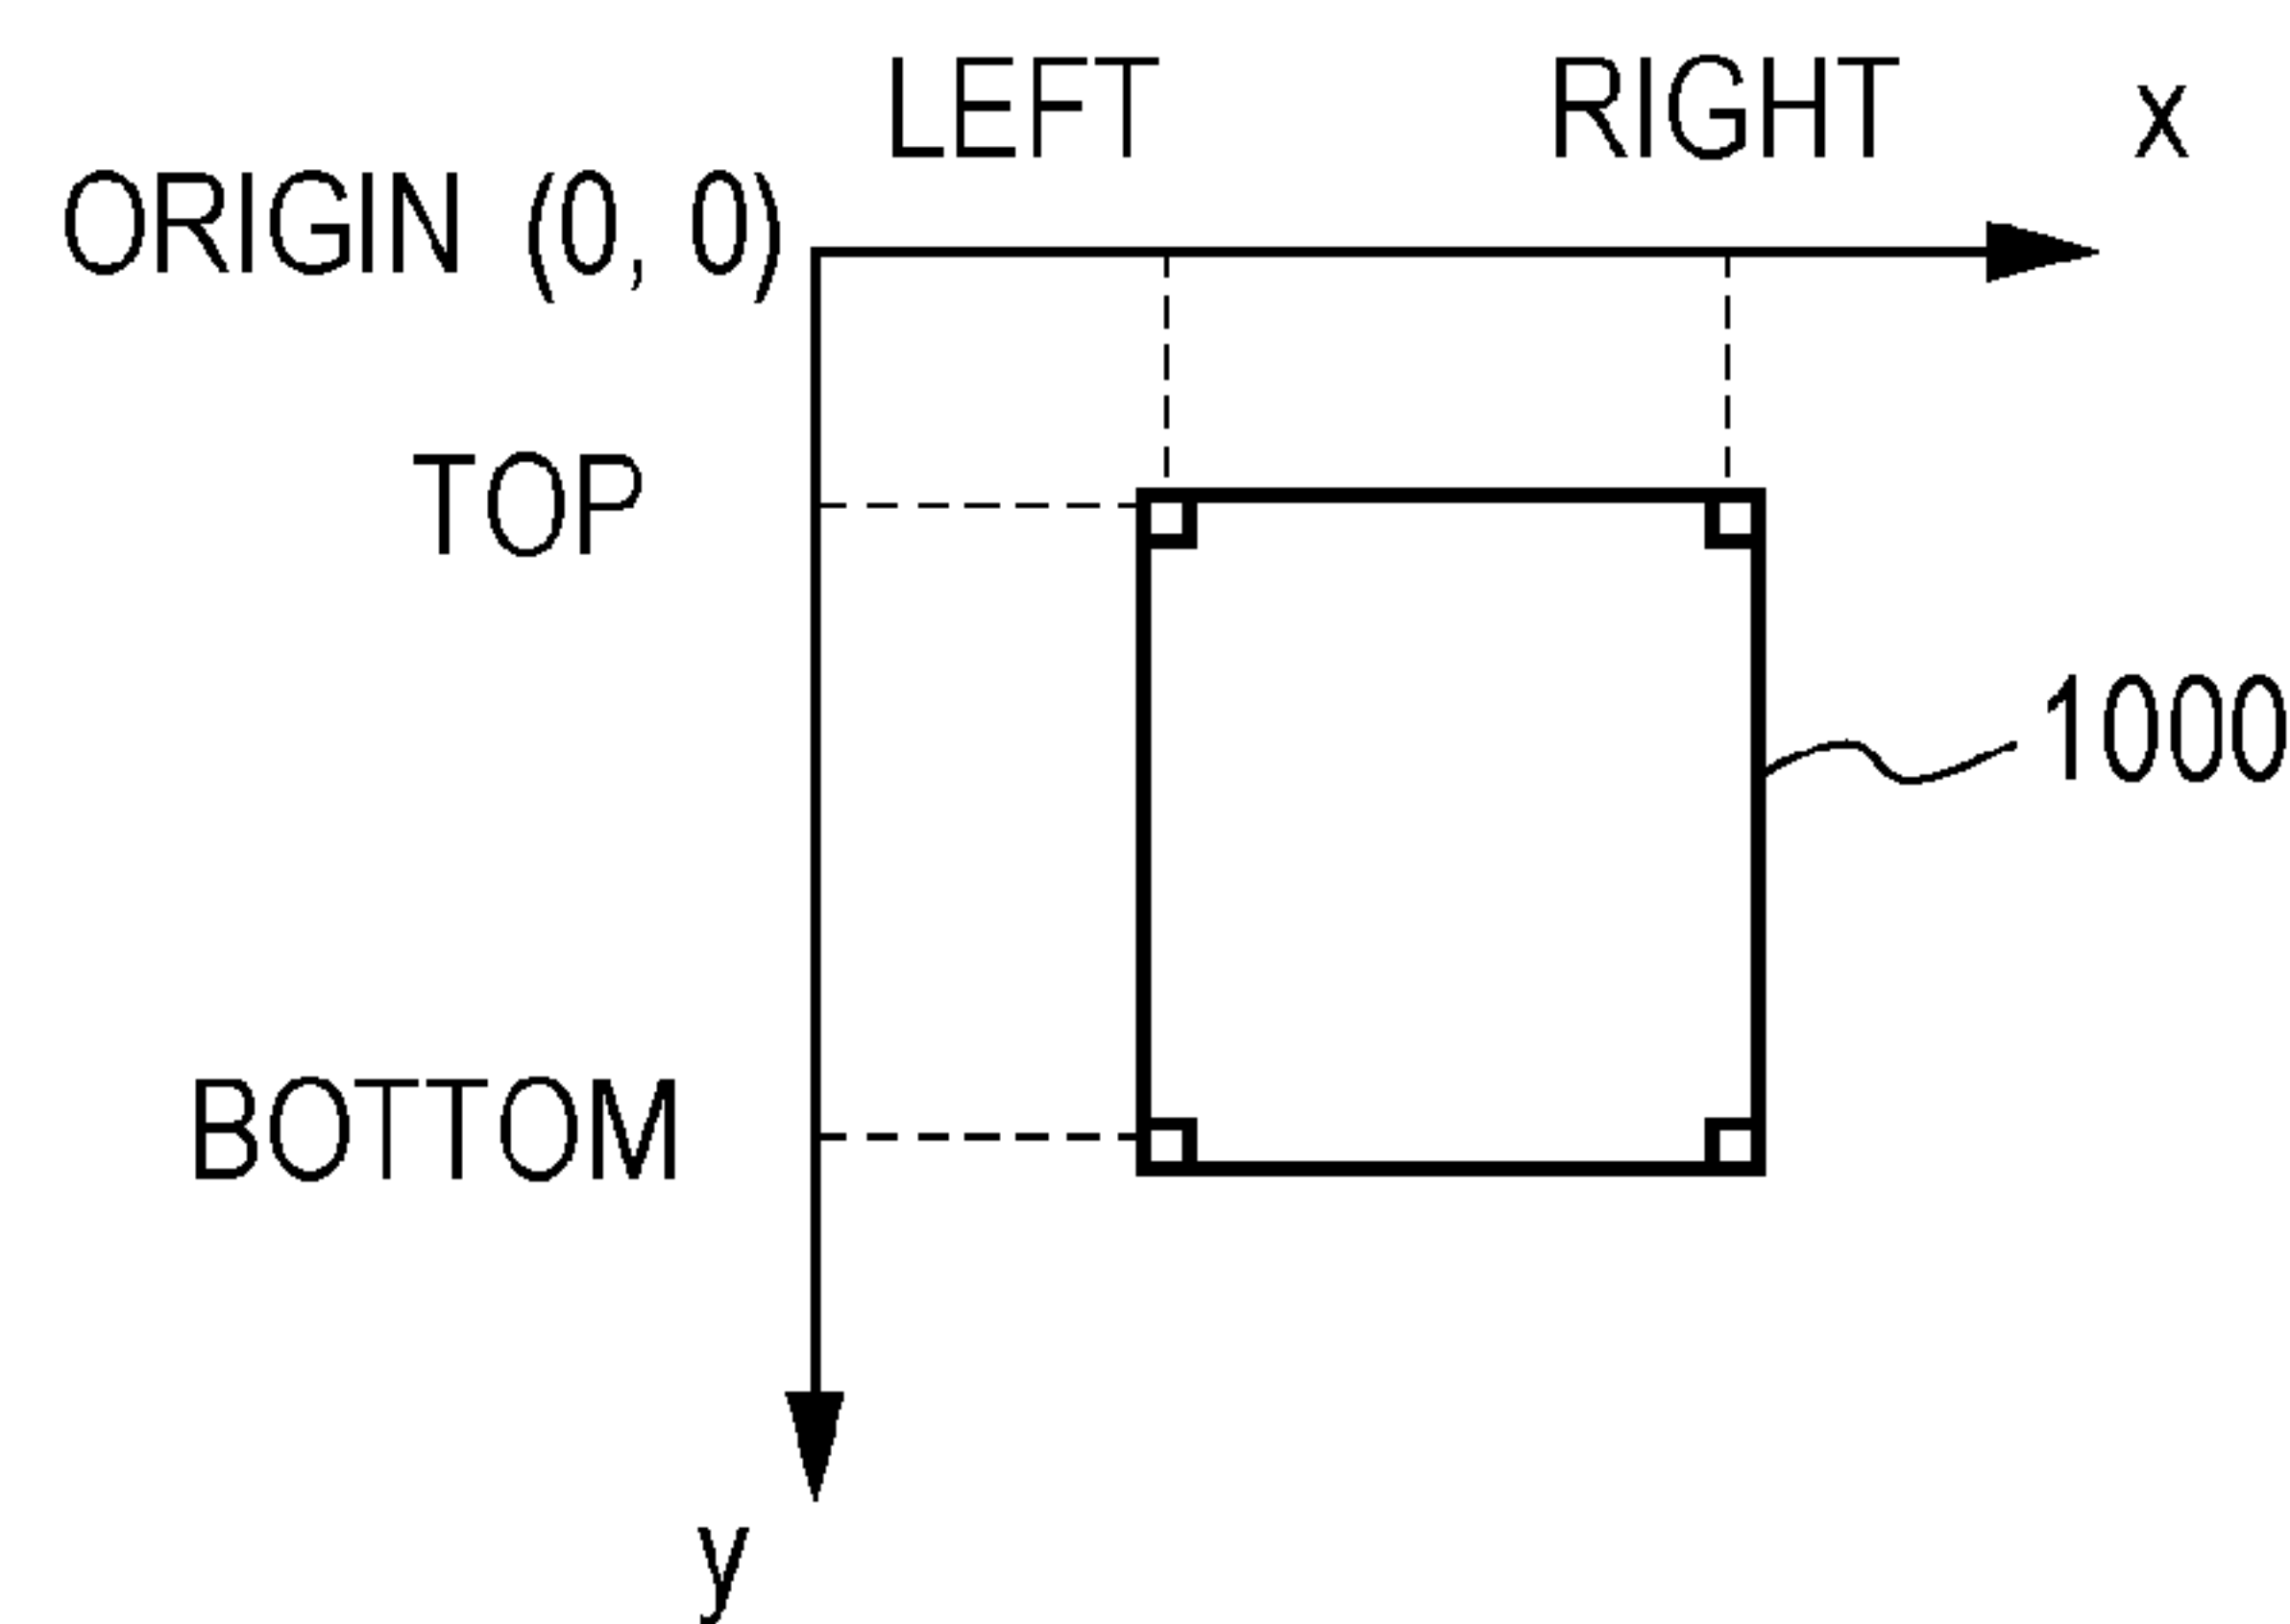 LEFT RIGHT x
ORIGIN (0, 0)
TOP
1000
BOTTOM
y